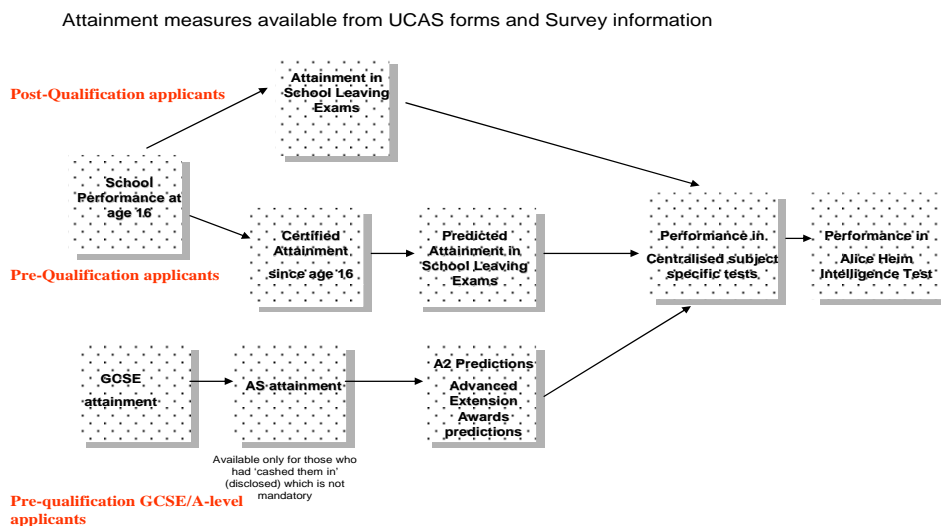 Attainment measures available from UCAS forms and Survey information
Post-Qualification applicants
Attainment in
School Leaving
Exams
School
Performance at
age 16
Pre-Qualification applicants
Certified
Attainment
since age 16
Predicted
Attainment in
School Leaving
Exams
Performance in
Centralised subject
specific tests
Performance in
Alice Heim
Intelligence Test
GCSE
attainment
AS attainment
Available only for those who
had ‘cashed them in’
(disclosed) which is not
mandatory
A2 Predictions
Advanced
Extension
Awards
predictions
Pre-qualification GCSE/A-level
applicants